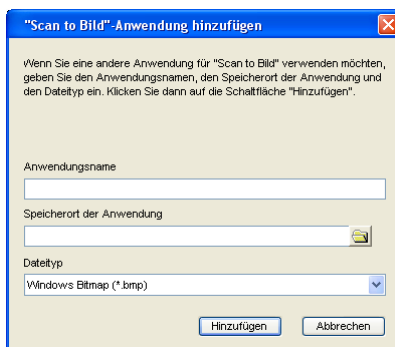 "Scan to Bild"-Anwendung hinzufügen
Wenn Sie eine andere Anwendung für "Scan to Bild" verwenden möchten,
geben Sie den Anwendungsnamen, den Speicherort der Anwendung und
den Dateityp ein. Klicken Sie dann auf die Schaltfläche "Hinzufügen".
Anwendungsname
Speicherort der Anwendung
Dateityp
Windows Bitmap (*.bmp)
Hinzufügen
Abbrechen